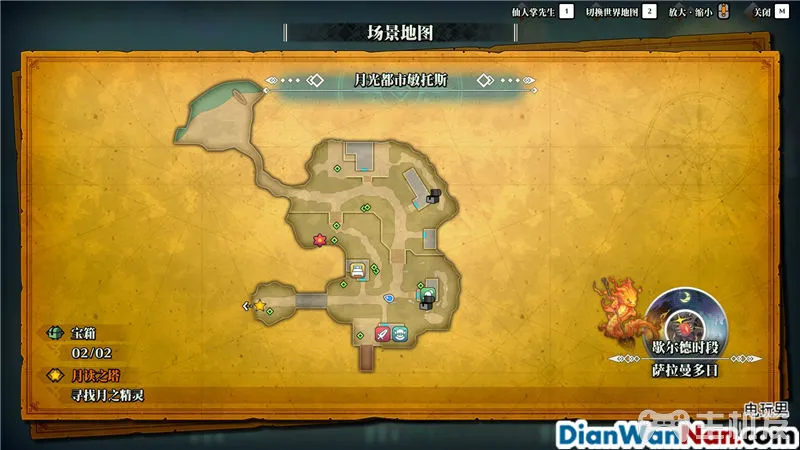 仙人掌先生 1 切换世界地图 2 放大·缩小 关闭 M
场景地图
月光都市敏托斯
宝箱
02/02
月读之塔
寻找月之精灵
歇尔德时段
萨拉曼多日
电玩男
DianWanNan.com